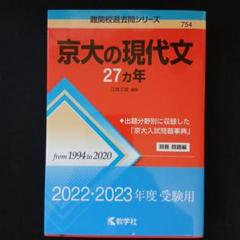 難関校過去問シリーズ
754
京大の現代文
27カ年
編著
◆出題分野別に収録した
「京大入試問題事典」
別冊 問題編
from 1994 to 2020
2022・2023年度 受験用
教学社